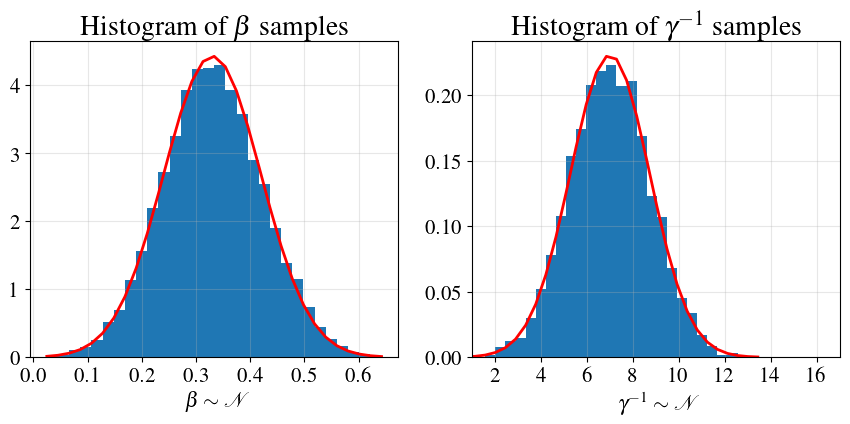 Histogram of β samples
4
3
2
1
0
0.0 0.1 0.2 0.3 0.4 0.5 0.6
β ∼ 𝒩
Histogram of γ⁻¹ samples
0.20
0.15
0.10
0.05
0.00
2 4 6 8 10 12 14 16
γ⁻¹ ∼ 𝒩